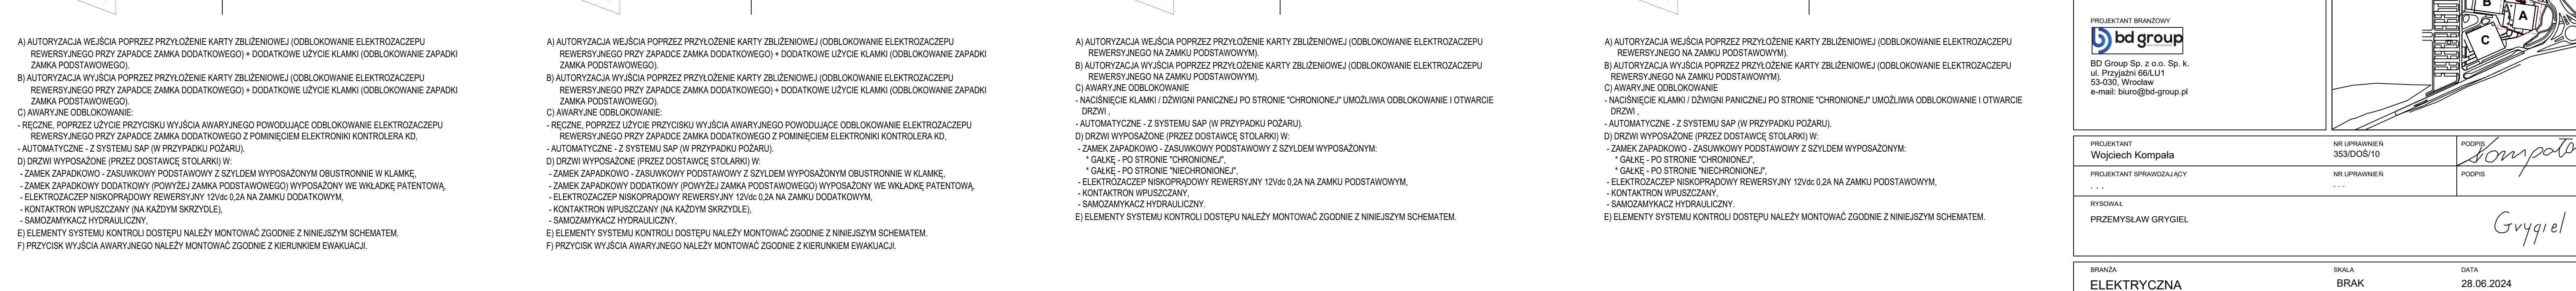 A) AUTORYZACJA WEJŚCIA POPRZEZ PRZYŁOŻENIE KARTY ZBLIŻENIOWEJ (ODBLOKOWANIE ELEKTROZACZEPU
REWERSYJNEGO PRZY ZAPADCE ZAMKA DODATKOWEGO) + DODATKOWE UŻYCIE KLAMKI (ODBLOKOWANIE ZAPADKI
ZAMKA PODSTAWOWEGO).
B) AUTORYZACJA WYJŚCIA POPRZEZ PRZYŁOŻENIE KARTY ZBLIŻENIOWEJ (ODBLOKOWANIE ELEKTROZACZEPU
REWERSYJNEGO PRZY ZAPADCE ZAMKA DODATKOWEGO) + DODATKOWE UŻYCIE KLAMKI (ODBLOKOWANIE ZAPADKI
ZAMKA PODSTAWOWEGO).
C) AWARYJNE ODBLOKOWANIE:
- RĘCZNE, POPRZEZ UŻYCIE PRZYCISKU WYJŚCIA AWARYJNEGO POWODUJĄCE ODBLOKOWANIE ELEKTROZACZEPU
REWERSYJNEGO PRZY ZAPADCE ZAMKA DODATKOWEGO Z POMINIĘCIEM ELEKTRONIKI KONTROLERA KD,
- AUTOMATYCZNE - Z SYSTEMU SAP (W PRZYPADKU POŻARU).
D) DRZWI WYPOSAŻONE (PRZEZ DOSTAWCĘ STOLARKI) W:
- ZAMEK ZAPADKOWO - ZASUWKOWY PODSTAWOWY Z SZYLDEM WYPOSAŻONYM OBUSTRONNIE W KLAMKĘ,
- ZAMEK ZAPADKOWY DODATKOWY (POWYŻEJ ZAMKA PODSTAWOWEGO) WYPOSAŻONY WE WKŁADKĘ PATENTOWĄ,
- ELEKTROZACZEP NISKOPRĄDOWY REWERSYJNY 12Vdc 0,2A NA ZAMKU DODATKOWYM,
- KONTAKTRON WPUSZCZANY (NA KAŻDYM SKRZYDLE),
- SAMOZAMYKACZ HYDRAULICZNY,
E) ELEMENTY SYSTEMU KONTROLI DOSTĘPU NALEŻY MONTOWAĆ ZGODNIE Z NINIEJSZYM SCHEMATEM.
F) PRZYCISK WYJŚCIA AWARYJNEGO NALEŻY MONTOWAĆ ZGODNIE Z KIERUNKIEM EWAKUACJI.
A) AUTORYZACJA WEJŚCIA POPRZEZ PRZYŁOŻENIE KARTY ZBLIŻENIOWEJ (ODBLOKOWANIE ELEKTROZACZEPU
REWERSYJNEGO PRZY ZAPADCE ZAMKA DODATKOWEGO) + DODATKOWE UŻYCIE KLAMKI (ODBLOKOWANIE ZAPADKI
ZAMKA PODSTAWOWEGO).
B) AUTORYZACJA WYJŚCIA POPRZEZ PRZYŁOŻENIE KARTY ZBLIŻENIOWEJ (ODBLOKOWANIE ELEKTROZACZEPU
REWERSYJNEGO PRZY ZAPADCE ZAMKA DODATKOWEGO) + DODATKOWE UŻYCIE KLAMKI (ODBLOKOWANIE ZAPADKI
ZAMKA PODSTAWOWEGO).
C) AWARYJNE ODBLOKOWANIE:
- RĘCZNE, POPRZEZ UŻYCIE PRZYCISKU WYJŚCIA AWARYJNEGO POWODUJĄCE ODBLOKOWANIE ELEKTROZACZEPU
REWERSYJNEGO PRZY ZAPADCE ZAMKA DODATKOWEGO Z POMINIĘCIEM ELEKTRONIKI KONTROLERA KD,
- AUTOMATYCZNE - Z SYSTEMU SAP (W PRZYPADKU POŻARU).
D) DRZWI WYPOSAŻONE (PRZEZ DOSTAWCĘ STOLARKI) W:
- ZAMEK ZAPADKOWO - ZASUWKOWY PODSTAWOWY Z SZYLDEM WYPOSAŻONYM OBUSTRONNIE W KLAMKĘ,
- ZAMEK ZAPADKOWY DODATKOWY (POWYŻEJ ZAMKA PODSTAWOWEGO) WYPOSAŻONY WE WKŁADKĘ PATENTOWĄ,
- ELEKTROZACZEP NISKOPRĄDOWY REWERSYJNY 12Vdc 0,2A NA ZAMKU DODATKOWYM,
- KONTAKTRON WPUSZCZANY (NA KAŻDYM SKRZYDLE),
- SAMOZAMYKACZ HYDRAULICZNY,
E) ELEMENTY SYSTEMU KONTROLI DOSTĘPU NALEŻY MONTOWAĆ ZGODNIE Z NINIEJSZYM SCHEMATEM.
F) PRZYCISK WYJŚCIA AWARYJNEGO NALEŻY MONTOWAĆ ZGODNIE Z KIERUNKIEM EWAKUACJI.
A) AUTORYZACJA WEJŚCIA POPRZEZ PRZYŁOŻENIE KARTY ZBLIŻENIOWEJ (ODBLOKOWANIE ELEKTROZACZEPU
REWERSYJNEGO NA ZAMKU PODSTAWOWYM).
B) AUTORYZACJA WYJŚCIA POPRZEZ PRZYŁOŻENIE KARTY ZBLIŻENIOWEJ (ODBLOKOWANIE ELEKTROZACZEPU
REWERSYJNEGO NA ZAMKU PODSTAWOWYM).
C) AWARYJNE ODBLOKOWANIE
- NACIŚNIĘCIE KLAMKI / DŹWIGNI PANICZNEJ PO STRONIE "CHRONIONEJ" UMOŻLIWIA ODBLOKOWANIE I OTWARCIE
DRZWI ,
- AUTOMATYCZNE - Z SYSTEMU SAP (W PRZYPADKU POŻARU).
D) DRZWI WYPOSAŻONE (PRZEZ DOSTAWCĘ STOLARKI) W:
- ZAMEK ZAPADKOWO - ZASUWKOWY PODSTAWOWY Z SZYLDEM WYPOSAŻONYM:
* GAŁKĘ - PO STRONIE "CHRONIONEJ",
* GAŁKĘ - PO STRONIE "NIECHRONIONEJ",
- ELEKTROZACZEP NISKOPRĄDOWY REWERSYJNY 12Vdc 0,2A NA ZAMKU PODSTAWOWYM,
- KONTAKTRON WPUSZCZANY,
- SAMOZAMYKACZ HYDRAULICZNY.
E) ELEMENTY SYSTEMU KONTROLI DOSTĘPU NALEŻY MONTOWAĆ ZGODNIE Z NINIEJSZYM SCHEMATEM.
A) AUTORYZACJA WEJŚCIA POPRZEZ PRZYŁOŻENIE KARTY ZBLIŻENIOWEJ (ODBLOKOWANIE ELEKTROZACZEPU
REWERSYJNEGO NA ZAMKU PODSTAWOWYM).
B) AUTORYZACJA WYJŚCIA POPRZEZ PRZYŁOŻENIE KARTY ZBLIŻENIOWEJ (ODBLOKOWANIE ELEKTROZACZEPU
REWERSYJNEGO NA ZAMKU PODSTAWOWYM).
C) AWARYJNE ODBLOKOWANIE
- NACIŚNIĘCIE KLAMKI / DŹWIGNI PANICZNEJ PO STRONIE "CHRONIONEJ" UMOŻLIWIA ODBLOKOWANIE I OTWARCIE
DRZWI ,
- AUTOMATYCZNE - Z SYSTEMU SAP (W PRZYPADKU POŻARU).
D) DRZWI WYPOSAŻONE (PRZEZ DOSTAWCĘ STOLARKI) W:
- ZAMEK ZAPADKOWO - ZASUWKOWY PODSTAWOWY Z SZYLDEM WYPOSAŻONYM:
* GAŁKĘ - PO STRONIE "CHRONIONEJ",
* GAŁKĘ - PO STRONIE "NIECHRONIONEJ",
- ELEKTROZACZEP NISKOPRĄDOWY REWERSYJNY 12Vdc 0,2A NA ZAMKU PODSTAWOWYM,
- KONTAKTRON WPUSZCZANY,
- SAMOZAMYKACZ HYDRAULICZNY.
E) ELEMENTY SYSTEMU KONTROLI DOSTĘPU NALEŻY MONTOWAĆ ZGODNIE Z NINIEJSZYM SCHEMATEM.
PROJEKTANT BRANŻOWY
bd group
BD Group Sp. z o.o. Sp. k.
ul. Przyjaźni 66/LU1
53-030, Wrocław
e-mail: biuro@bd-group.pl
B
A
C
PROJEKTANT
Wojciech Kompała
NR UPRAWNIEŃ
353/DOŚ/10
PODPIS
PROJEKTANT SPRAWDZAJĄCY
. . .
NR UPRAWNIEŃ
. . .
PODPIS
RYSOWAŁ
PRZEMYSŁAW GRYGIEL
Grygiel
BRANŻA
ELEKTRYCZNA
SKALA
BRAK
DATA
28.06.2024